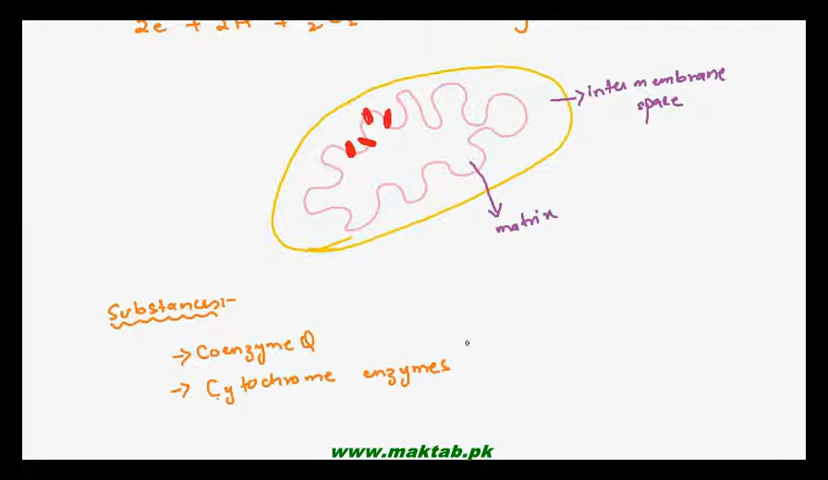 intermembrane
space
matrix
Substances:-
→ Coenzyme Q
→ Cytochrome enzymes
www.maktab.pk